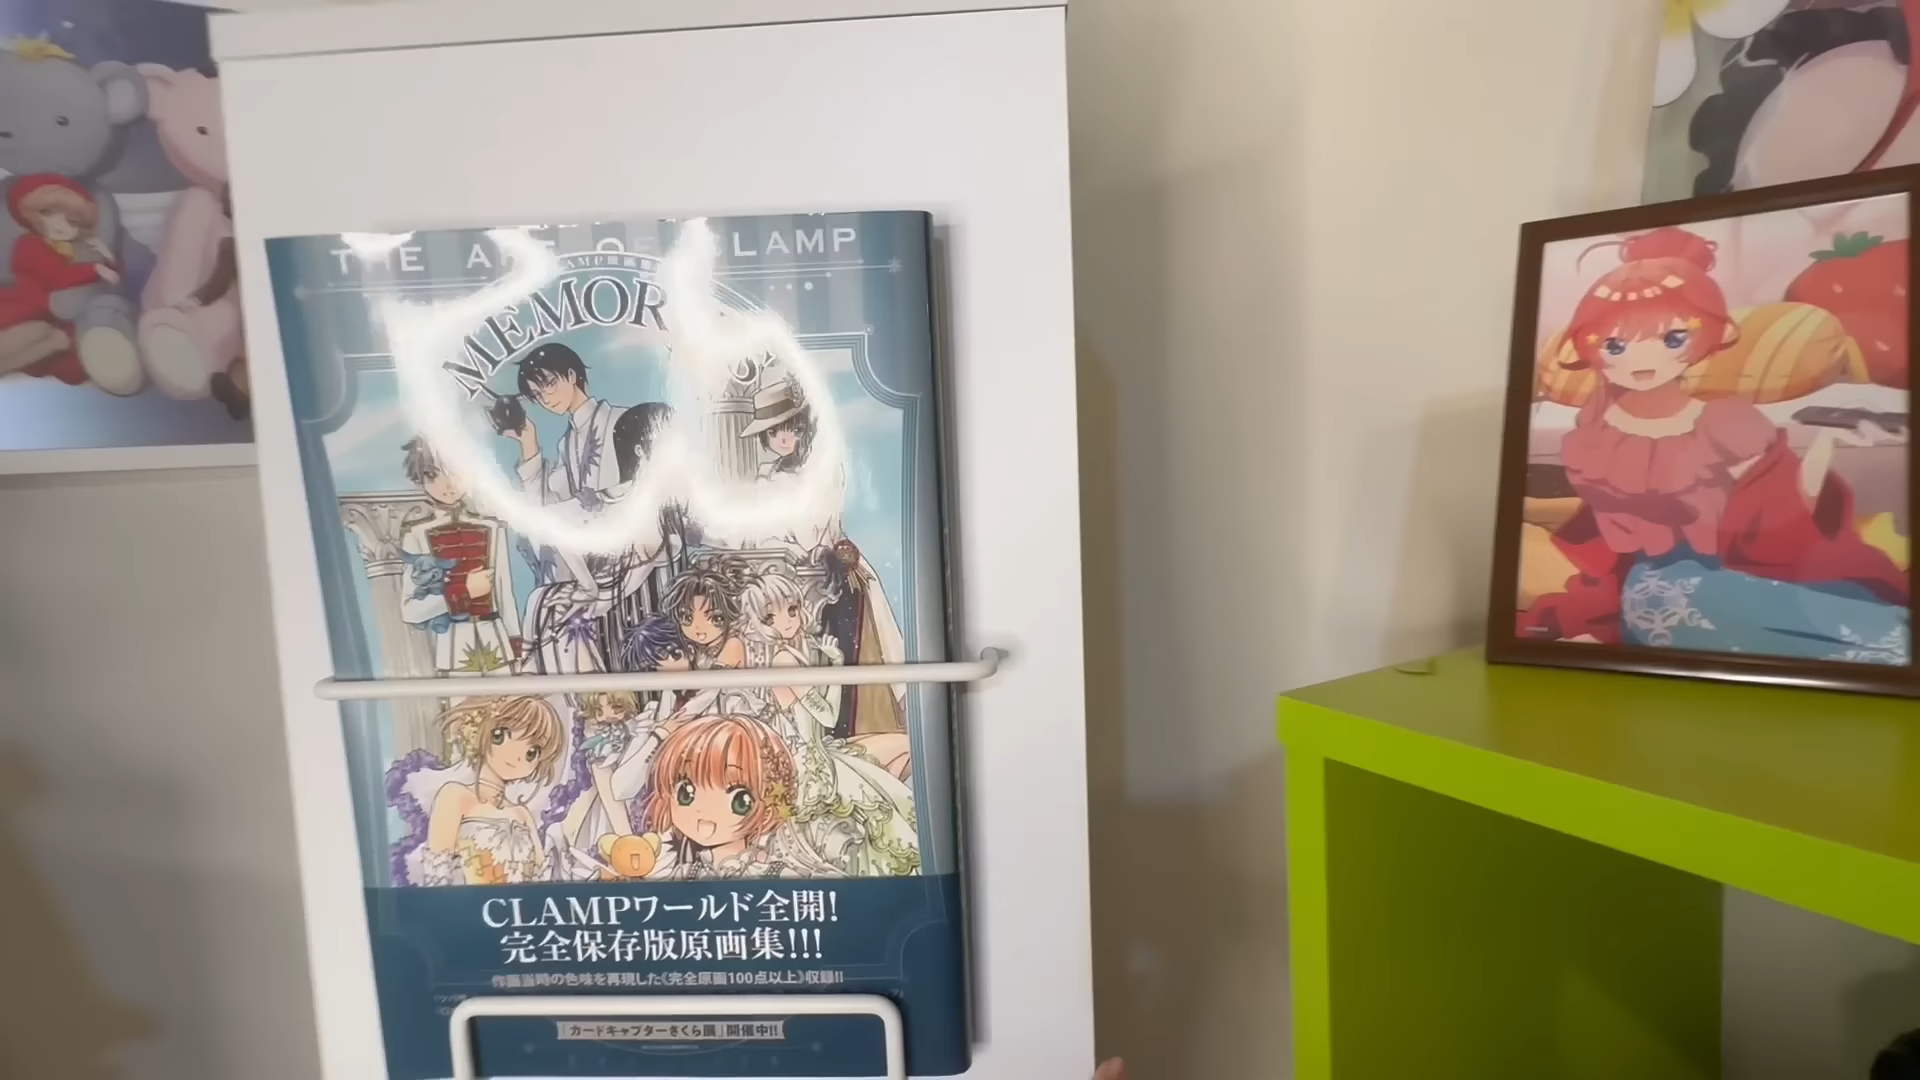 THE ART OF CLAMP
MEMOR
CLAMPワールド全開!
完全保存版原画集!!!
作画当時の色味を再現した《完全原画100点以上》収録!!
「カードキャプターさくら展」開催中!!